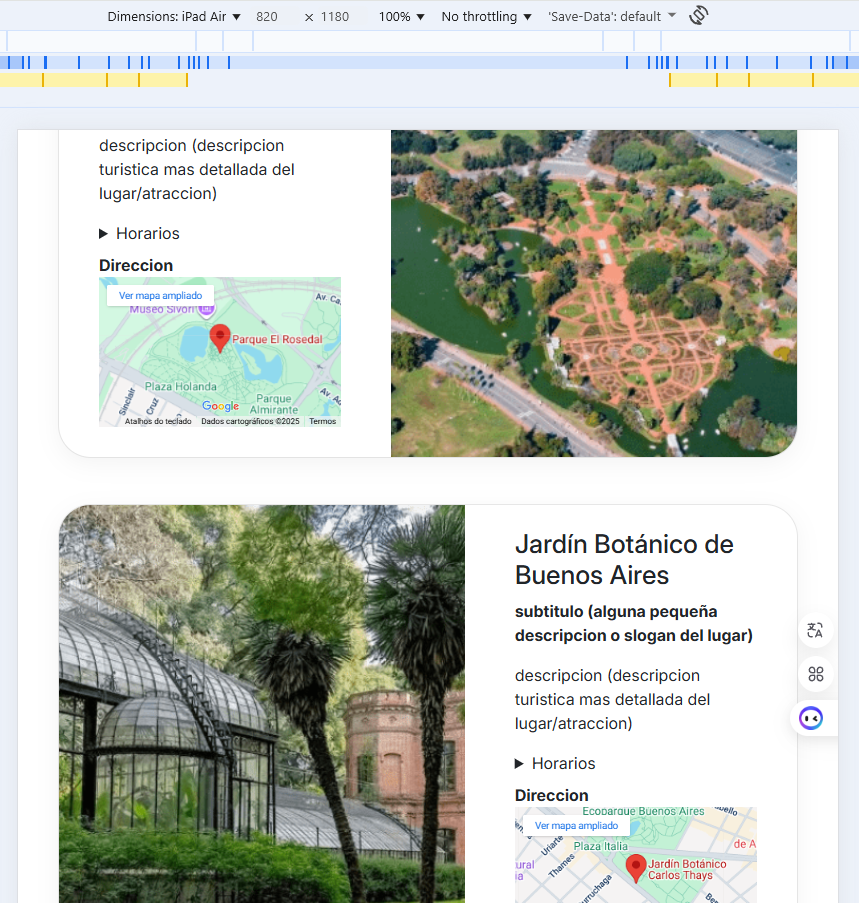 Dimensions: iPad Air ▼ 820 × 1180 100% ▼ No throttling ▼ 'Save-Data': default
descripcion (descripcion
turistica mas detallada del
lugar/atraccion)
Horarios
Direccion
Ver mapa ampliado
Av. Ca
Museo Sívori
Parque El Rosedal
Plaza Holanda
Sinclair
Cruz
Parque
Almirante
Google
Atalhos do teclado Dados cartográficos ©2025 Termos
Jardín Botánico de
Buenos Aires
subtitulo (alguna pequeña
descripcion o slogan del lugar)
descripcion (descripcion
turistica mas detallada del
lugar/atraccion)
Horarios
Direccion
Ecoparque Buenos Aires
Ver mapa ampliado
Plaza Italia
Uriarte
Thames
de A
Jardín Botánico
Carlos Thays